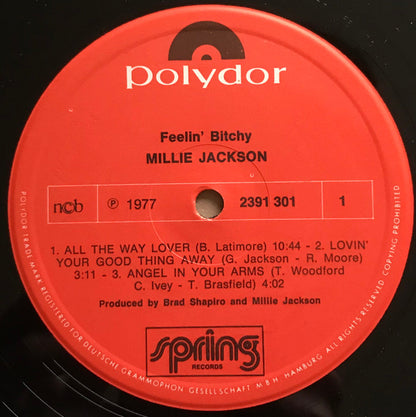 polydor
Feelin' Bitchy
MILLIE JACKSON
ncb ℗ 1977 2391 301 1
1. ALL THE WAY LOVER (B. Latimore) 10:44 - 2. LOVIN'
YOUR GOOD THING AWAY (G. Jackson - R. Moore)
3:11 - 3. ANGEL IN YOUR ARMS (T. Woodford
C. Ivey - T. Brasfield) 4:02
Produced by Brad Shapiro and Millie Jackson
spring
RECORDS
POLYDOR TRADE MARK REGISTERED FOR DEUTSCHE GRAMMOPHON GESELLSCHAFT M·B·H · HAMBURG ALL RIGHTS RESERVED · COPYING PROHIBITED